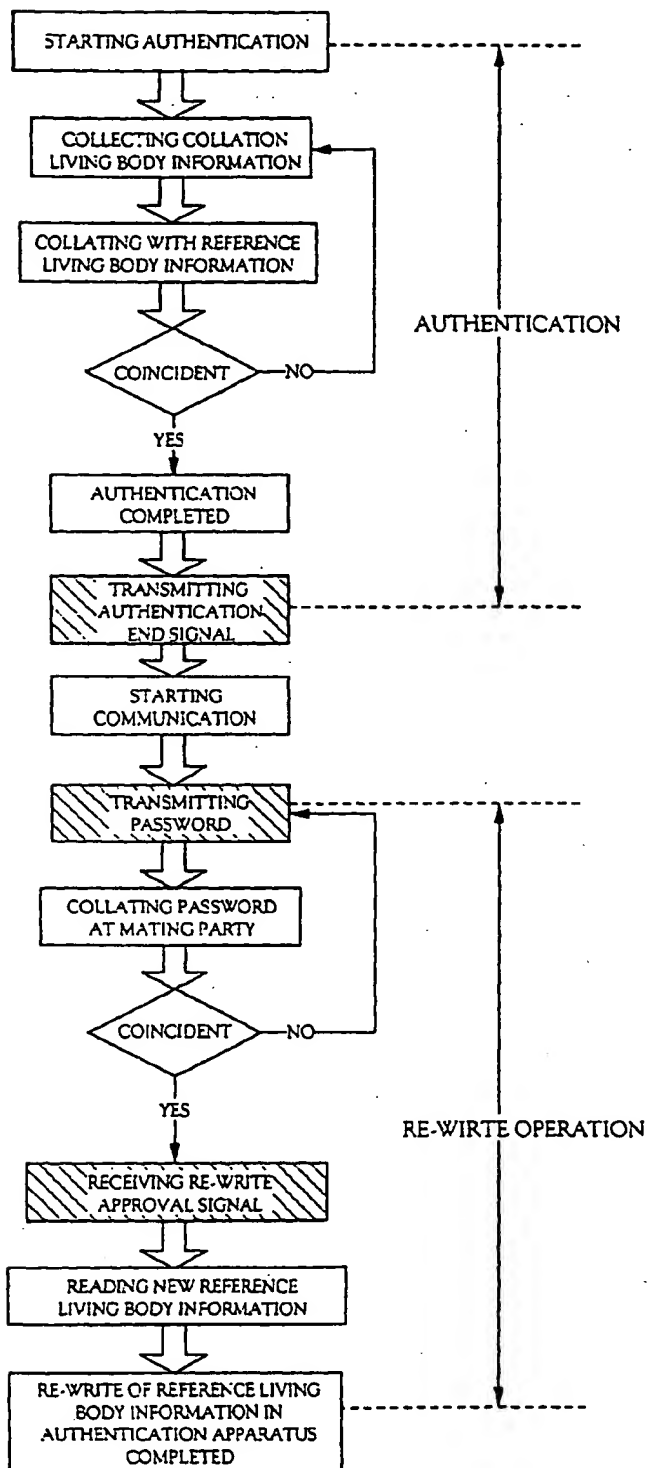 STARTING AUTHENTICATION
COLLECTING COLLATION
LIVING BODY INFORMATION
COLLATING WITH REFERENCE
LIVING BODY INFORMATION
AUTHENTICATION
COINCIDENT
NO
YES
AUTHENTICATION
COMPLETED
TRANSMITTING
AUTHENTICATION
END SIGNAL
STARTING
COMMUNICATION
TRANSMITTING
PASSWORD
COLLATING PASSWORD
AT MATING PARTY
COINCIDENT
NO
YES
RE-WIRTE OPERATION
RECEIVING RE-WRITE
APPROVAL SIGNAL
READING NEW REFERENCE
LIVING BODY INFORMATION
RE-WRITE OF REFERENCE LIVING
BODY INFORMATION IN
AUTHENTICATION APPARATUS
COMPLETED